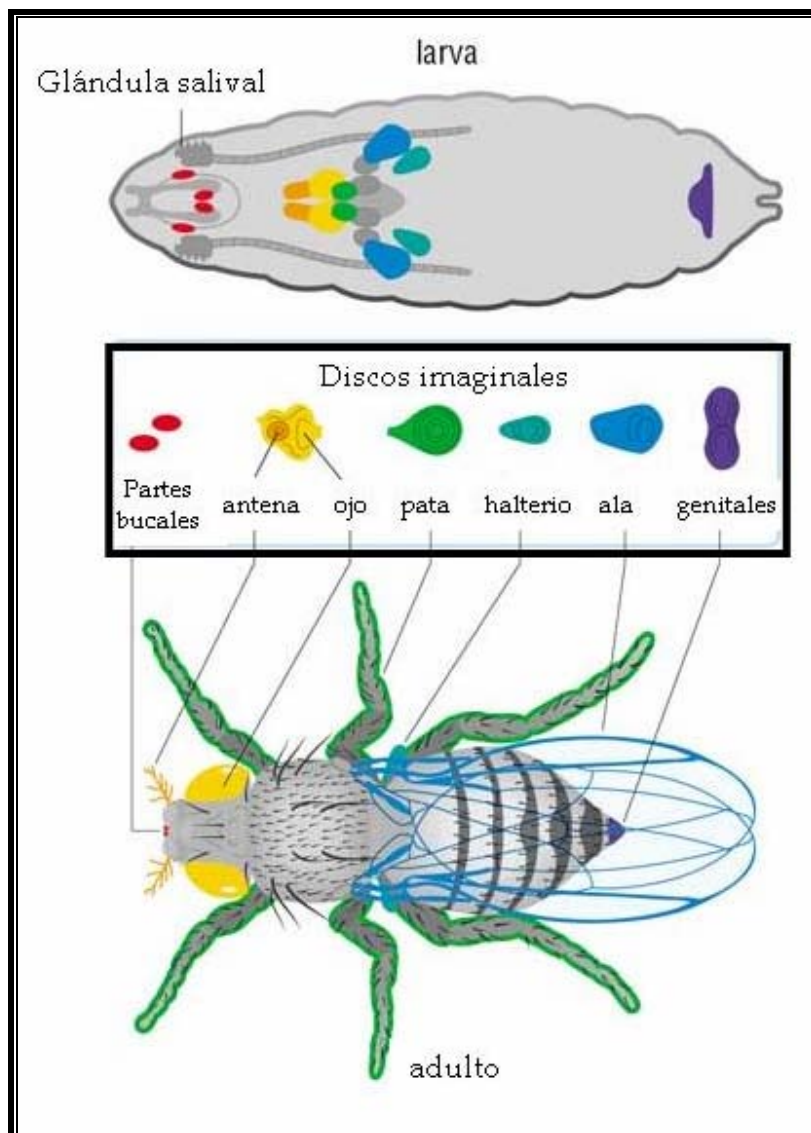 larva
Glándula salival
Discos imaginales
Partes
bucales
antena
ojo
pata
halterio
ala
genitales
adulto